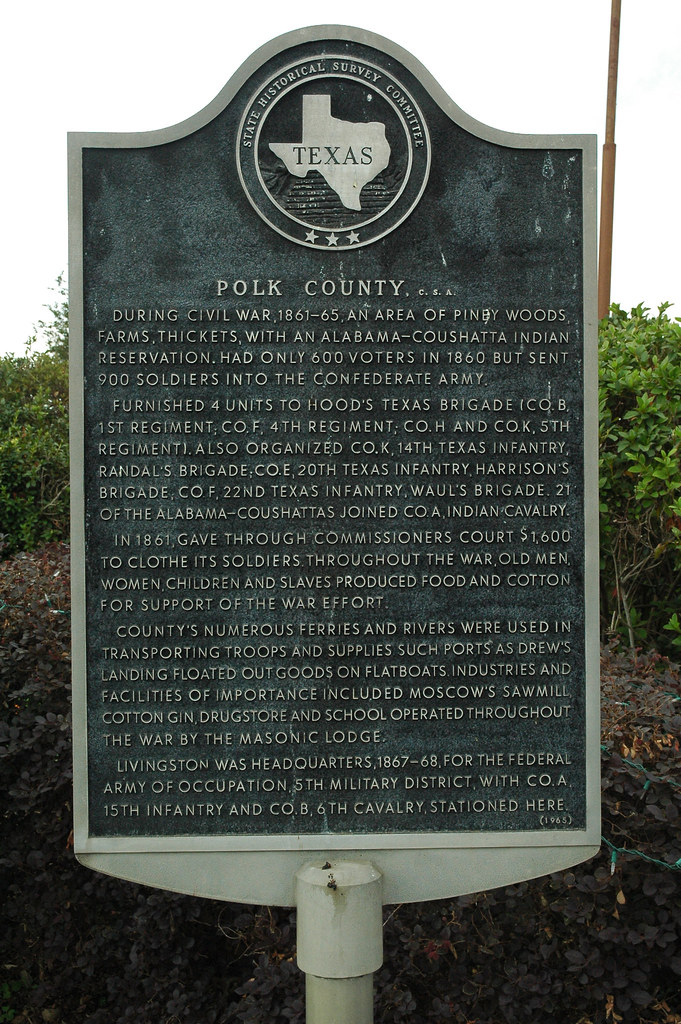 STATE HISTORICAL SURVEY COMMITTEE
TEXAS
POLK COUNTY, C.S.A.
DURING CIVIL WAR, 1861-65, AN AREA OF PINEY WOODS,
FARMS, THICKETS, WITH AN ALABAMA-COUSHATTA INDIAN
RESERVATION. HAD ONLY 600 VOTERS IN 1860 BUT SENT
900 SOLDIERS INTO THE CONFEDERATE ARMY.
FURNISHED 4 UNITS TO HOOD'S TEXAS BRIGADE (CO.B,
1ST REGIMENT; CO.F, 4TH REGIMENT; CO.H AND CO.K, 5TH
REGIMENT). ALSO ORGANIZED CO.K, 14TH TEXAS INFANTRY,
RANDAL'S BRIGADE; CO.E, 20TH TEXAS INFANTRY, HARRISON'S
BRIGADE; CO.F, 22ND TEXAS INFANTRY, WAUL'S BRIGADE. 21
OF THE ALABAMA-COUSHATTAS JOINED CO.A, INDIAN CAVALRY.
IN 1861, GAVE THROUGH COMMISSIONERS COURT $1,600
TO CLOTHE ITS SOLDIERS. THROUGHOUT THE WAR, OLD MEN,
WOMEN, CHILDREN AND SLAVES PRODUCED FOOD AND COTTON
FOR SUPPORT OF THE WAR EFFORT.
COUNTY'S NUMEROUS FERRIES AND RIVERS WERE USED IN
TRANSPORTING TROOPS AND SUPPLIES SUCH PORTS AS DREW'S
LANDING FLOATED OUT GOODS ON FLATBOATS. INDUSTRIES AND
FACILITIES OF IMPORTANCE INCLUDED MOSCOW'S SAWMILL,
COTTON GIN, DRUGSTORE AND SCHOOL OPERATED THROUGHOUT
THE WAR BY THE MASONIC LODGE.
LIVINGSTON WAS HEADQUARTERS, 1867-68, FOR THE FEDERAL
ARMY OF OCCUPATION, 5TH MILITARY DISTRICT, WITH CO.A,
15TH INFANTRY AND CO.B, 6TH CAVALRY, STATIONED HERE.
(1965)